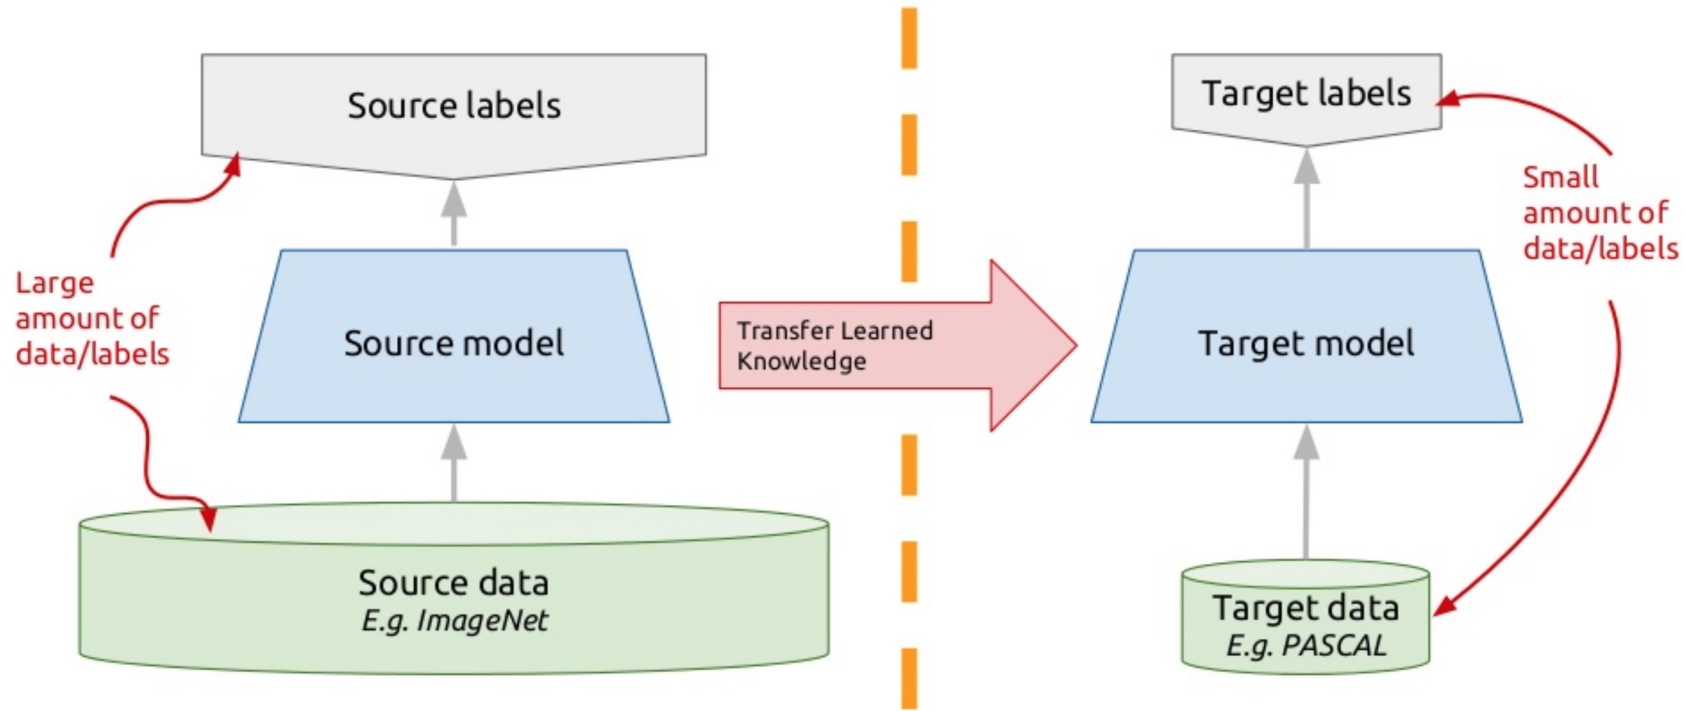 Source labels
Large
amount of
data/labels
Source model
Source data
E.g. ImageNet
Transfer Learned
Knowledge
Target labels
Small
amount of
data/labels
Target model
Target data
E.g. PASCAL